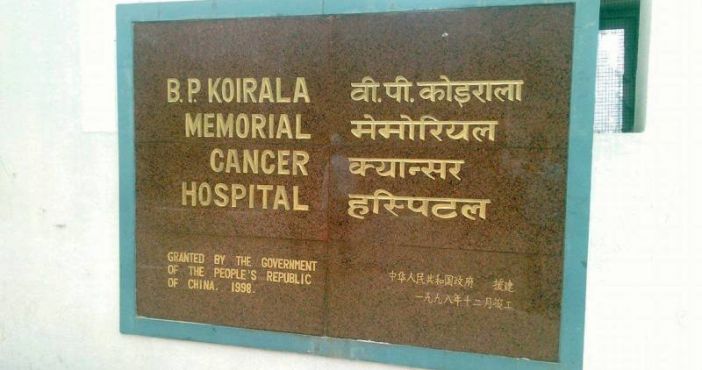 B.P. KOIRALA
MEMORIAL
CANCER
HOSPITAL
वी.पी.कोइराला
मेमोरियल
क्यान्सर
हस्पिटल
GRANTED BY THE GOVERNMENT
OF THE PEOPLE'S REPUBLIC
OF CHINA. 1998.
中华人民共和国政府 援建
一九九八年十二月竣工